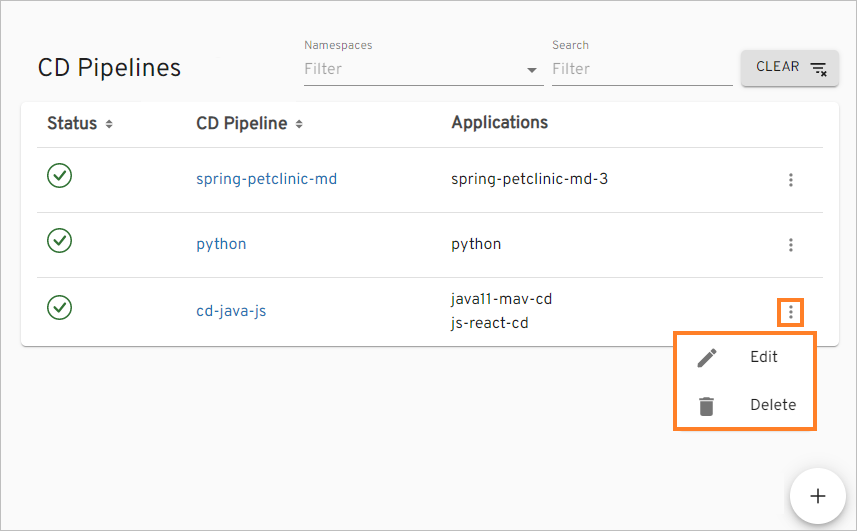 CD Pipelines
Namespaces
Filter
Search
Filter
CLEAR
Status CD Pipeline Applications
spring-petclinic-md spring-petclinic-md-3
python python
cd-java-js java11-mav-cd
js-react-cd
Edit
Delete